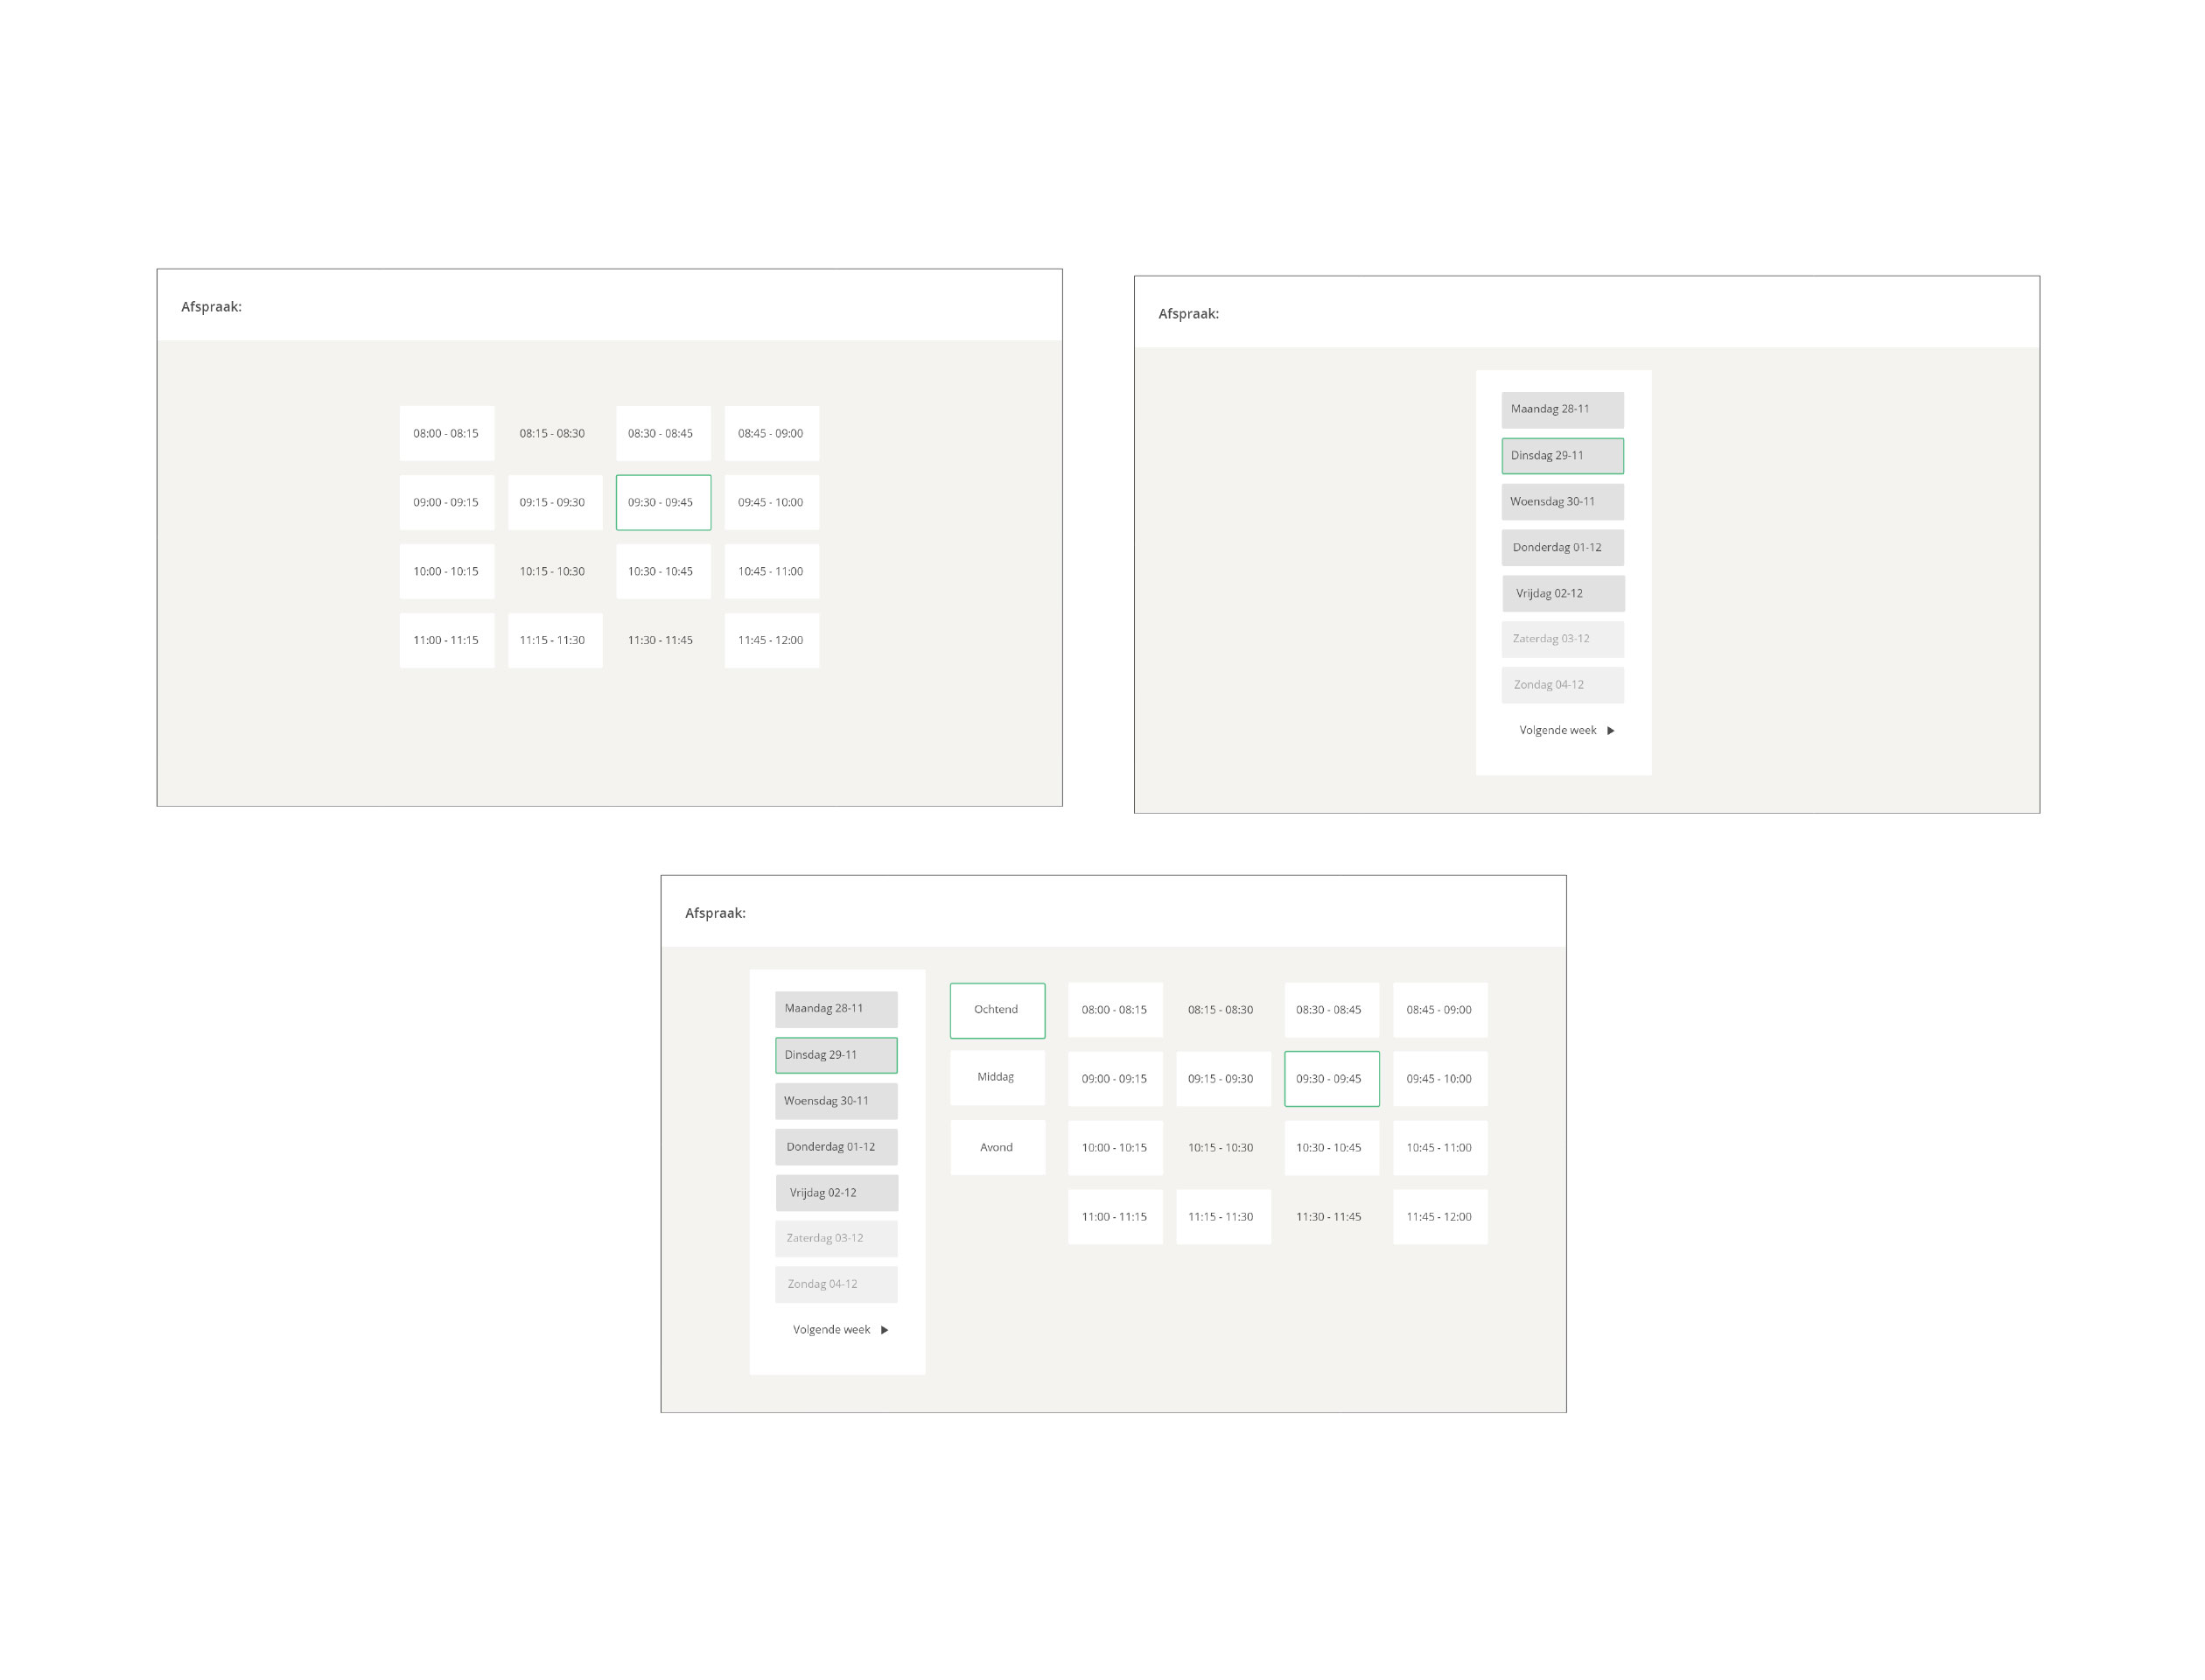 Afspraak:
08:00 - 08:15 08:15 - 08:30 08:30 - 08:45 08:45 - 09:00
09:00 - 09:15 09:15 - 09:30 09:30 - 09:45 09:45 - 10:00
10:00 - 10:15 10:15 - 10:30 10:30 - 10:45 10:45 - 11:00
11:00 - 11:15 11:15 - 11:30 11:30 - 11:45 11:45 - 12:00
Afspraak:
Maandag 28-11
Dinsdag 29-11
Woensdag 30-11
Donderdag 01-12
Vrijdag 02-12
Zaterdag 03-12
Zondag 04-12
Volgende week
Afspraak:
Maandag 28-11
Dinsdag 29-11
Woensdag 30-11
Donderdag 01-12
Vrijdag 02-12
Zaterdag 03-12
Zondag 04-12
Volgende week
Ochtend
Middag
Avond
08:00 - 08:15 08:15 - 08:30 08:30 - 08:45 08:45 - 09:00
09:00 - 09:15 09:15 - 09:30 09:30 - 09:45 09:45 - 10:00
10:00 - 10:15 10:15 - 10:30 10:30 - 10:45 10:45 - 11:00
11:00 - 11:15 11:15 - 11:30 11:30 - 11:45 11:45 - 12:00